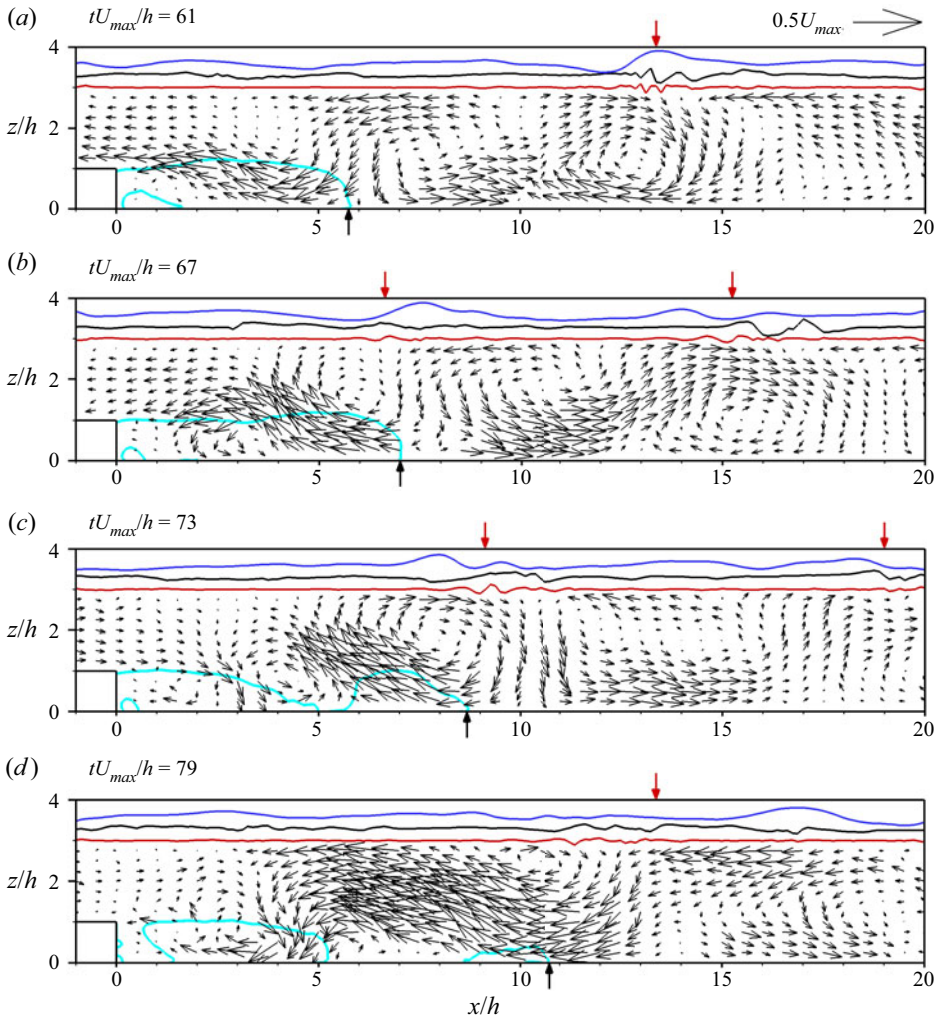 (a) tU_max/h = 61 0.5U_max
4
z/h
2
0
0 5 10 15 20
(b) tU_max/h = 67
4
z/h
2
0
0 5 10 15 20
(c) tU_max/h = 73
4
z/h
2
0
0 5 10 15 20
(d) tU_max/h = 79
4
z/h
2
0
0 5 10 15 20
x/h